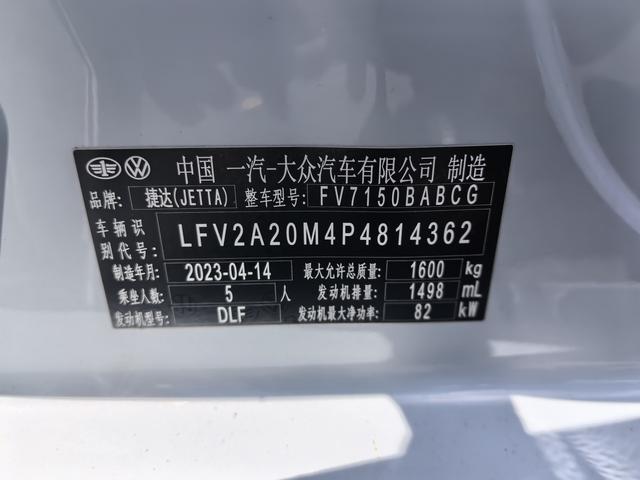 中国 一汽-大众汽车有限公司 制造
品牌: 捷达(JETTA) 整车型号: FV7150BABCG
车辆识别代号: LFV2A20M4P4814362
制造年月: 2023-04-14 最大允许总质量: 1600 kg
乘坐人数: 5 人 发动机排量: 1498 mL
发动机型号: DLF 发动机最大净功率: 82 kW